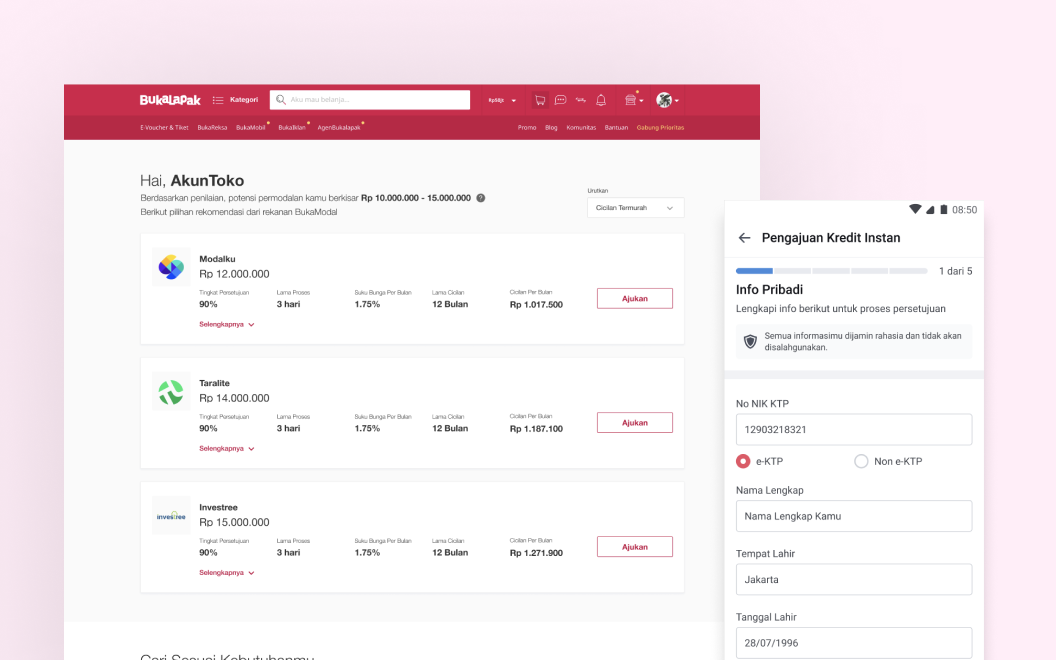 BukaLapak
Kategori
Aku mau belanja...
E-Voucher & Tiket BukaReksa BukaMobil BukaIklan AgenBukalapak
Promo Blog Komunitas Bantuan Gabung Prioritas
Hai, AkunToko
Berdasarkan penilaian, potensi permodalan kamu berkisar Rp 10.000.000 - 15.000.000 ?
Berikut pilihan rekomendasi dari rekanan BukaModal
Urutkan
Cicilan Termurah
Modalku
Rp 12.000.000
Tingkat Persetujuan Lama Proses Suku Bunga Per Bulan Lama Cicilan Cicilan Per Bulan
90% 3 hari 1.75% 12 Bulan Rp 1.017.500
Ajukan
Selengkapnya
Taralite
Rp 14.000.000
Tingkat Persetujuan Lama Proses Suku Bunga Per Bulan Lama Cicilan Cicilan Per Bulan
90% 3 hari 1.75% 12 Bulan Rp 1.187.100
Ajukan
Selengkapnya
investree
Investree
Rp 15.000.000
Tingkat Persetujuan Lama Proses Suku Bunga Per Bulan Lama Cicilan Cicilan Per Bulan
90% 3 hari 1.75% 12 Bulan Rp 1.271.900
Ajukan
Selengkapnya
Cari Sesuai Kebutuhanmu
08:50
Pengajuan Kredit Instan
1 dari 5
Info Pribadi
Lengkapi info berikut untuk proses persetujuan
Semua informasimu dijamin rahasia dan tidak akan
disalahgunakan.
No NIK KTP
12903218321
e-KTP Non e-KTP
Nama Lengkap
Nama Lengkap Kamu
Tempat Lahir
Jakarta
Tanggal Lahir
28/07/1996